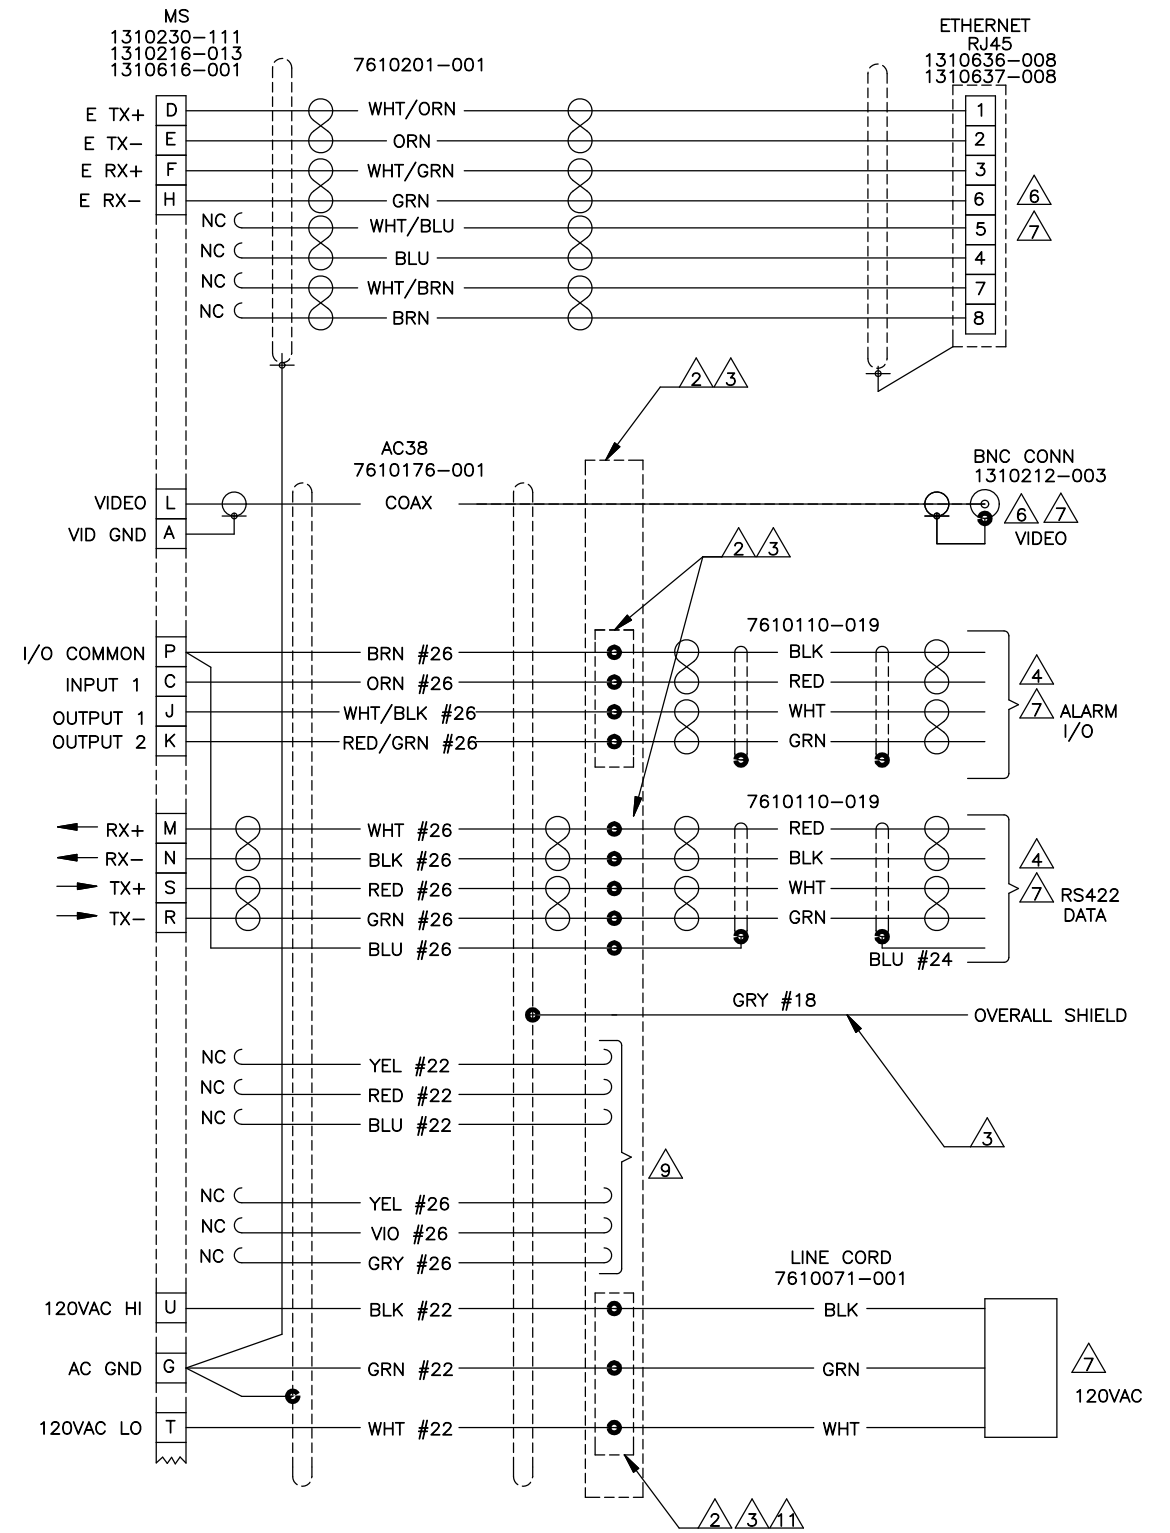 MS
1310230-111
1310216-013
1310616-001
7610201-001
ETHERNET
RJ45
1310636-008
1310637-008
E TX+ D WHT/ORN 1
E TX- E ORN 2
E RX+ F WHT/GRN 3
E RX- H GRN 6 6
NC WHT/BLU 5 7
NC BLU 4
NC WHT/BRN 7
NC BRN 8
2 3
AC38
7610176-001
BNC CONN
1310212-003
VIDEO L COAX 6 7
VID GND A VIDEO
2 3
7610110-019
I/O COMMON P BRN #26 BLK
INPUT 1 C ORN #26 RED 4
OUTPUT 1 J WHT/BLK #26 WHT 7 ALARM
I/O
OUTPUT 2 K RED/GRN #26 GRN
7610110-019
RX+ M WHT #26 RED
RX- N BLK #26 BLK 4
TX+ S RED #26 WHT 7 RS422
DATA
TX- R GRN #26 GRN
BLU #26 BLU #24
GRY #18
OVERALL SHIELD
NC YEL #22
NC RED #22
NC BLU #22
3
9
NC YEL #26
NC VIO #26
NC GRY #26
LINE CORD
7610071-001
120VAC HI U BLK #22 BLK
AC GND G GRN #22 GRN 7
120VAC
120VAC LO T WHT #22 WHT
2 3 11